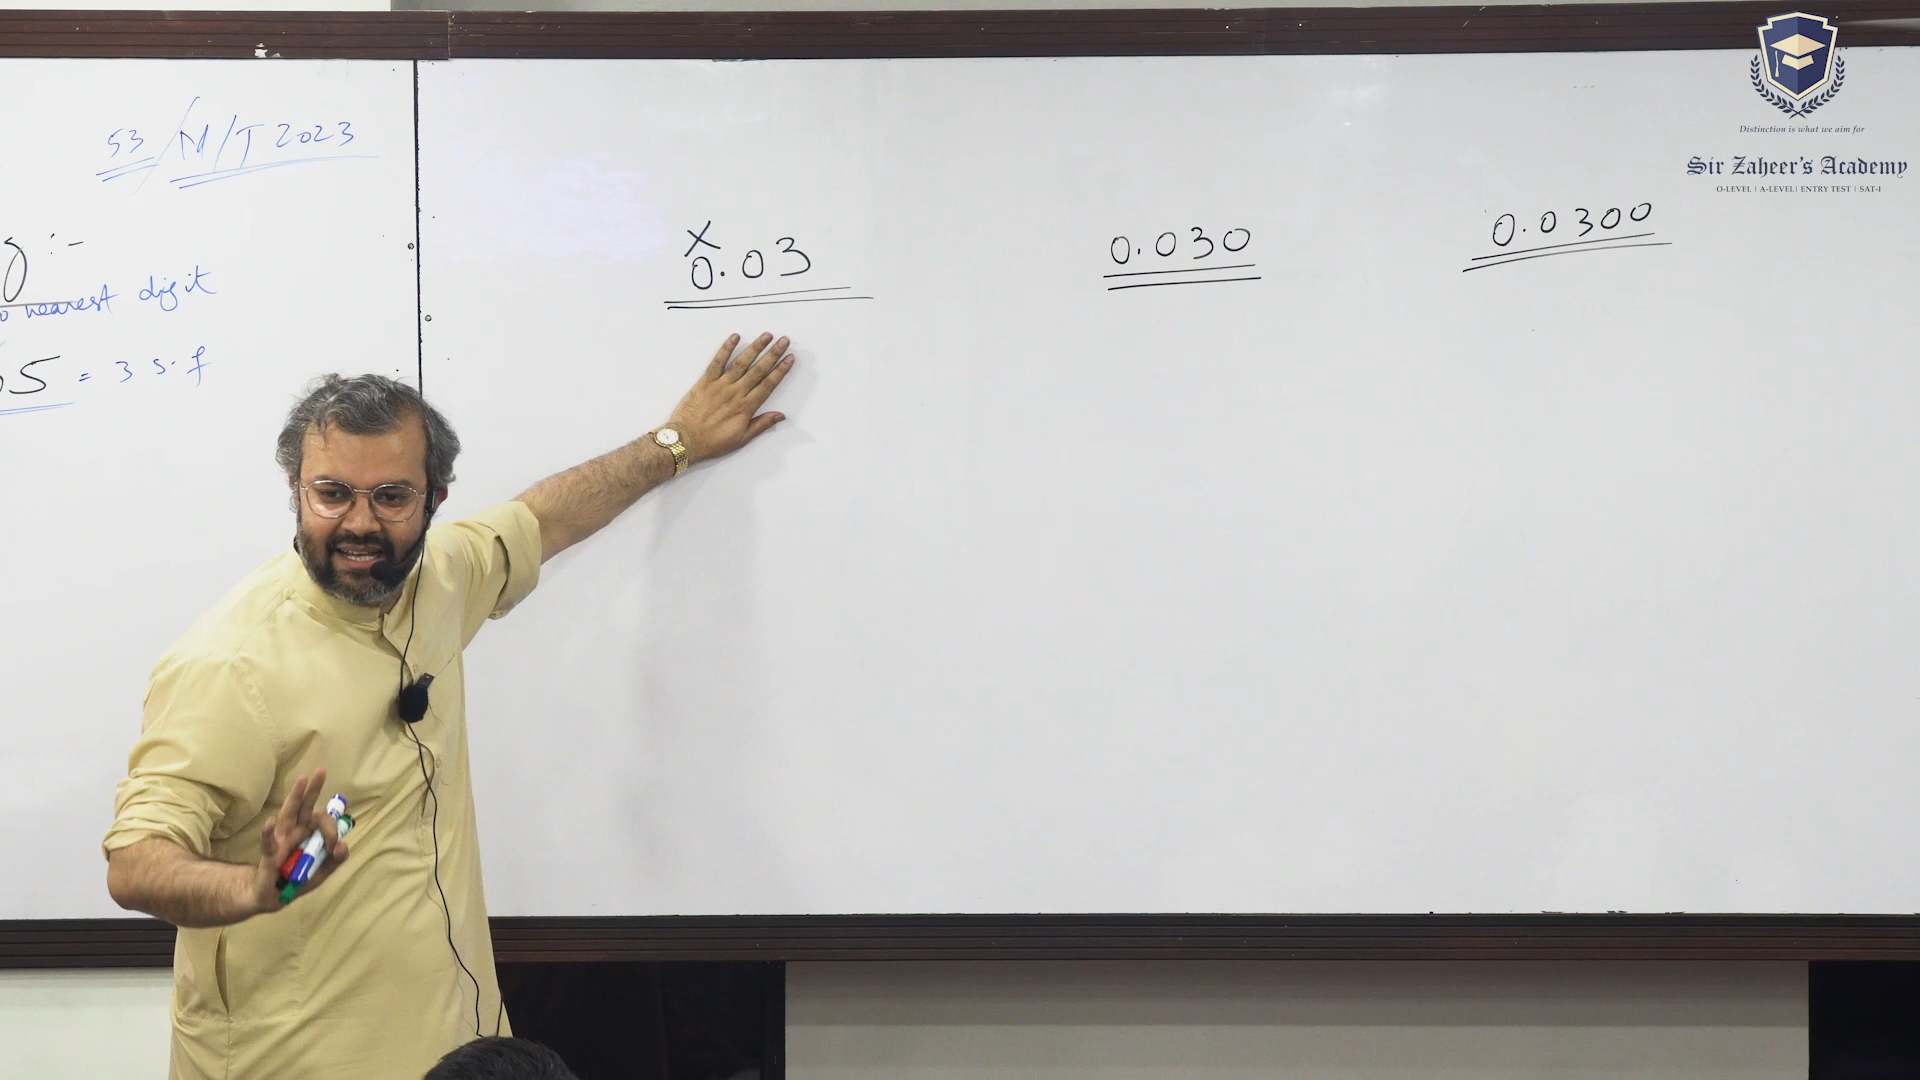 53/M/T 2023
:-
nearest digit
5 = 3 s.f
x
0.03
0.030
0.0300
Distinction is what we aim for
Sir Zaheer's Academy
O-LEVEL | A-LEVEL | ENTRY TEST | SAT-I